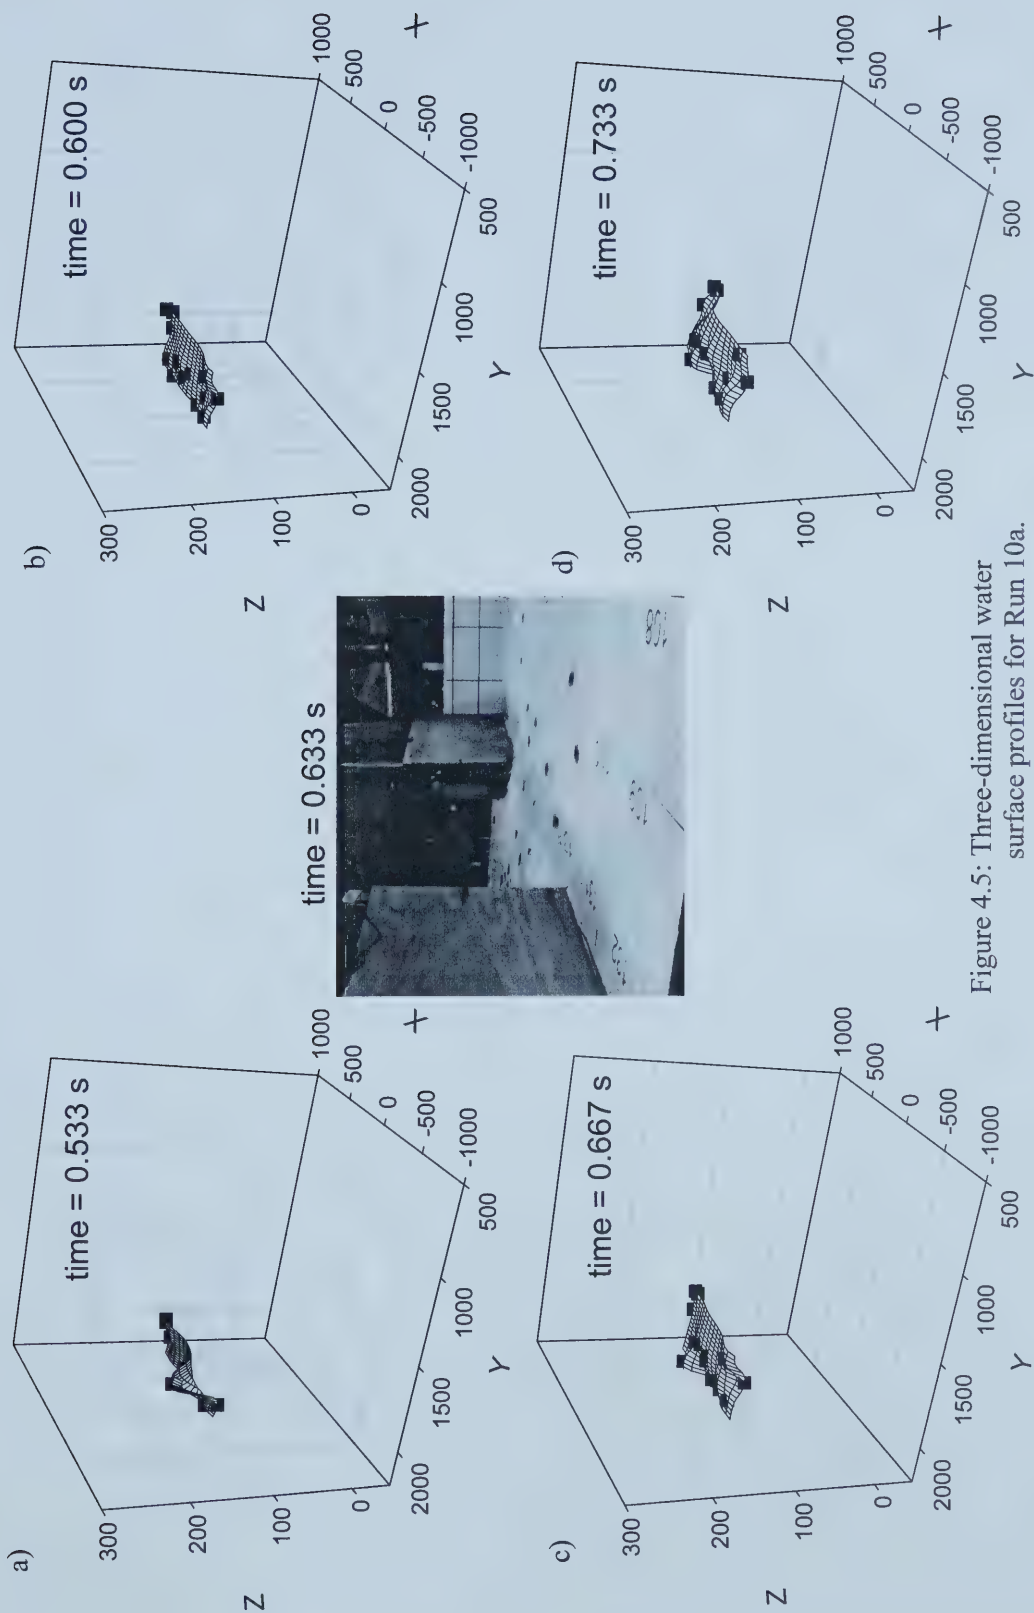 a)
time = 0.533 s
Z
300
200
100
0
2000
1500
1000
500
Y
-1000
-500
0
500
1000
X
b)
time = 0.600 s
Z
300
200
100
0
2000
1500
1000
500
Y
-1000
-500
0
500
1000
X
time = 0.633 s
c)
time = 0.667 s
Z
300
200
100
0
2000
1500
1000
500
Y
-1000
-500
0
500
1000
X
d)
time = 0.733 s
Z
300
200
100
0
2000
1500
1000
500
Y
-1000
-500
0
500
1000
X
Figure 4.5: Three-dimensional water
surface profiles for Run 10a.